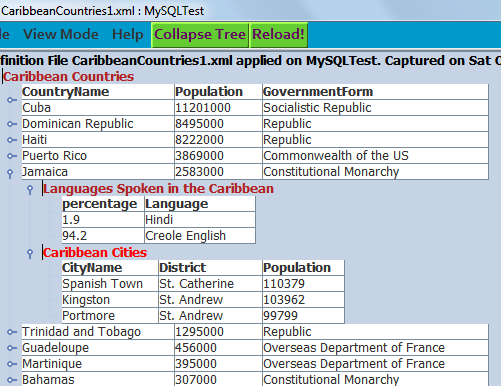 CaribbeanCountries1.xml : MySQLTest
View Mode Help Collapse Tree Reload!
finition File CaribbeanCountries1.xml applied on MySQLTest. Captured on Sat
Caribbean Countries
CountryName Population GovernmentForm
Cuba 11201000 Socialistic Republic
Dominican Republic 8495000 Republic
Haiti 8222000 Republic
Puerto Rico 3869000 Commonwealth of the US
Jamaica 2583000 Constitutional Monarchy
Languages Spoken in the Caribbean
percentage Language
1.9 Hindi
94.2 Creole English
Caribbean Cities
CityName District Population
Spanish Town St. Catherine 110379
Kingston St. Andrew 103962
Portmore St. Andrew 99799
Trinidad and Tobago 1295000 Republic
Guadeloupe 456000 Overseas Department of France
Martinique 395000 Overseas Department of France
Bahamas 307000 Constitutional Monarchy